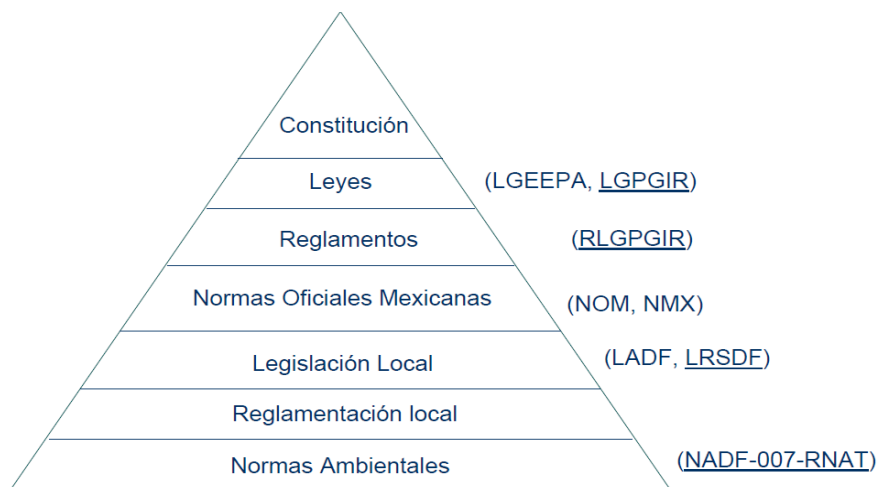 Constitución
Leyes (LGEEPA, LGPGIR)
Reglamentos (RLGPGIR)
Normas Oficiales Mexicanas (NOM, NMX)
Legislación Local (LADF, LRSDF)
Reglamentación local
Normas Ambientales (NADF-007-RNAT)